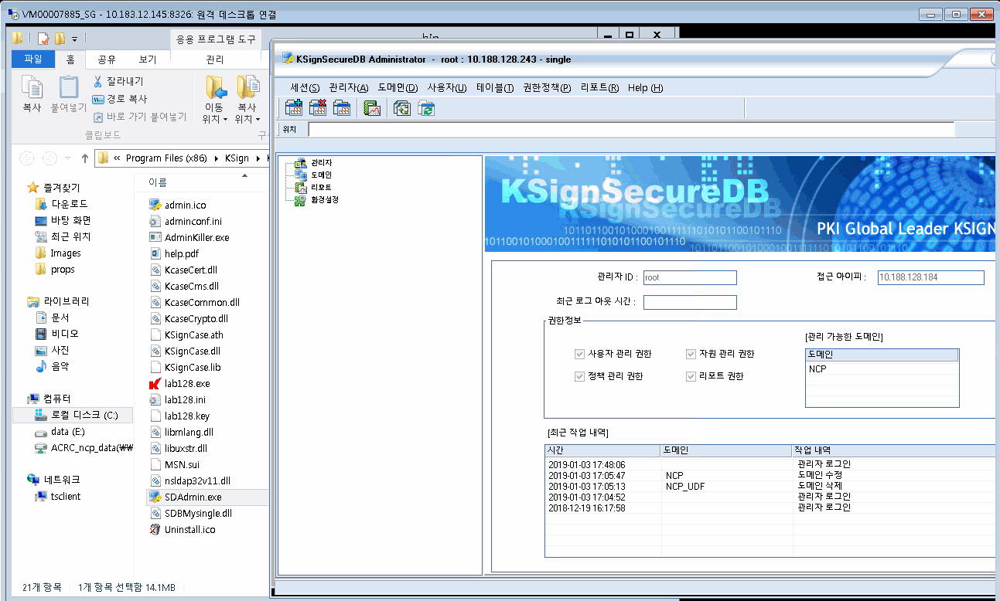 VM00007885_SG - 10.183.12.145:8326: 원격 데스크톱 연결
응용 프로그램 도구
파일 홈 공유 보기 관리
복사
붙여넣기
잘라내기
경로 복사
바로 가기 붙여넣기
이동 위치
복사 위치
클립보드
« Program Files (x86) KSign
이름
즐겨찾기
다운로드
바탕 화면
최근 위치
Images
props
라이브러리
문서
비디오
사진
음악
컴퓨터
로컬 디스크 (C:)
data (E:)
ACRC_ncp_data(₩₩
네트워크
tsclient
admin.ico
adminconf.ini
AdminKiller.exe
help.pdf
KcaseCert.dll
KcaseCms.dll
KcaseCommon.dll
KcaseCrypto.dll
KSignCase.ath
KSignCase.dll
KSignCase.lib
lab128.exe
lab128.ini
lab128.key
libmlang.dll
libuxstr.dll
MSN.sui
nsldap32v11.dll
SDAdmin.exe
SDBMysingle.dll
Uninstall.ico
21개 항목 1개 항목 선택함 14.1MB
KSignSecureDB Administrator - root : 10.188.128.243 - single
세션(S) 관리자(A) 도메인(D) 사용자(U) 테이블(T) 권한정책(P) 리포트(R) Help (H)
위치
관리자
도메인
리포트
환경설정
KSignSecureDB
KSignSecureDB
PKI Global Leader KSIGN
관리자 ID : root 접근 아이피 : 10.188.128.184
최근 로그 아웃 시간 :
권한정보
사용자 관리 권한 자원 관리 권한
정책 관리 권한 리포트 권한
[관리 가능한 도메인]
도메인
NCP
[최근 작업 내역]
시간 도메인 작업 내역
2019-01-03 17:48:06 관리자 로그인
2019-01-03 17:05:47 NCP 도메인 수정
2019-01-03 17:05:13 NCP_UDF 도메인 삭제
2019-01-03 17:04:52 관리자 로그인
2018-12-19 16:17:58 관리자 로그인